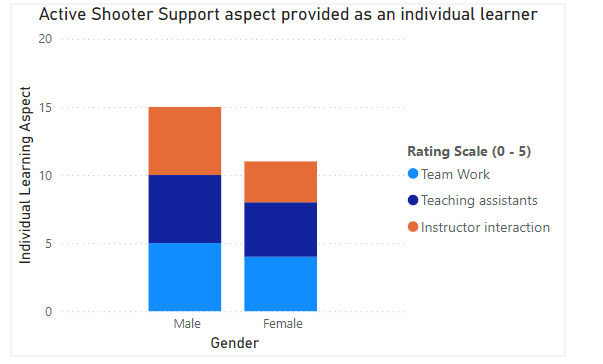 Active Shooter Support aspect provided as an individual learner
20
15
10
5
0
Individual Learning Aspect
Male
Female
Gender
Rating Scale (0 - 5)
Team Work
Teaching assistants
Instructor interaction